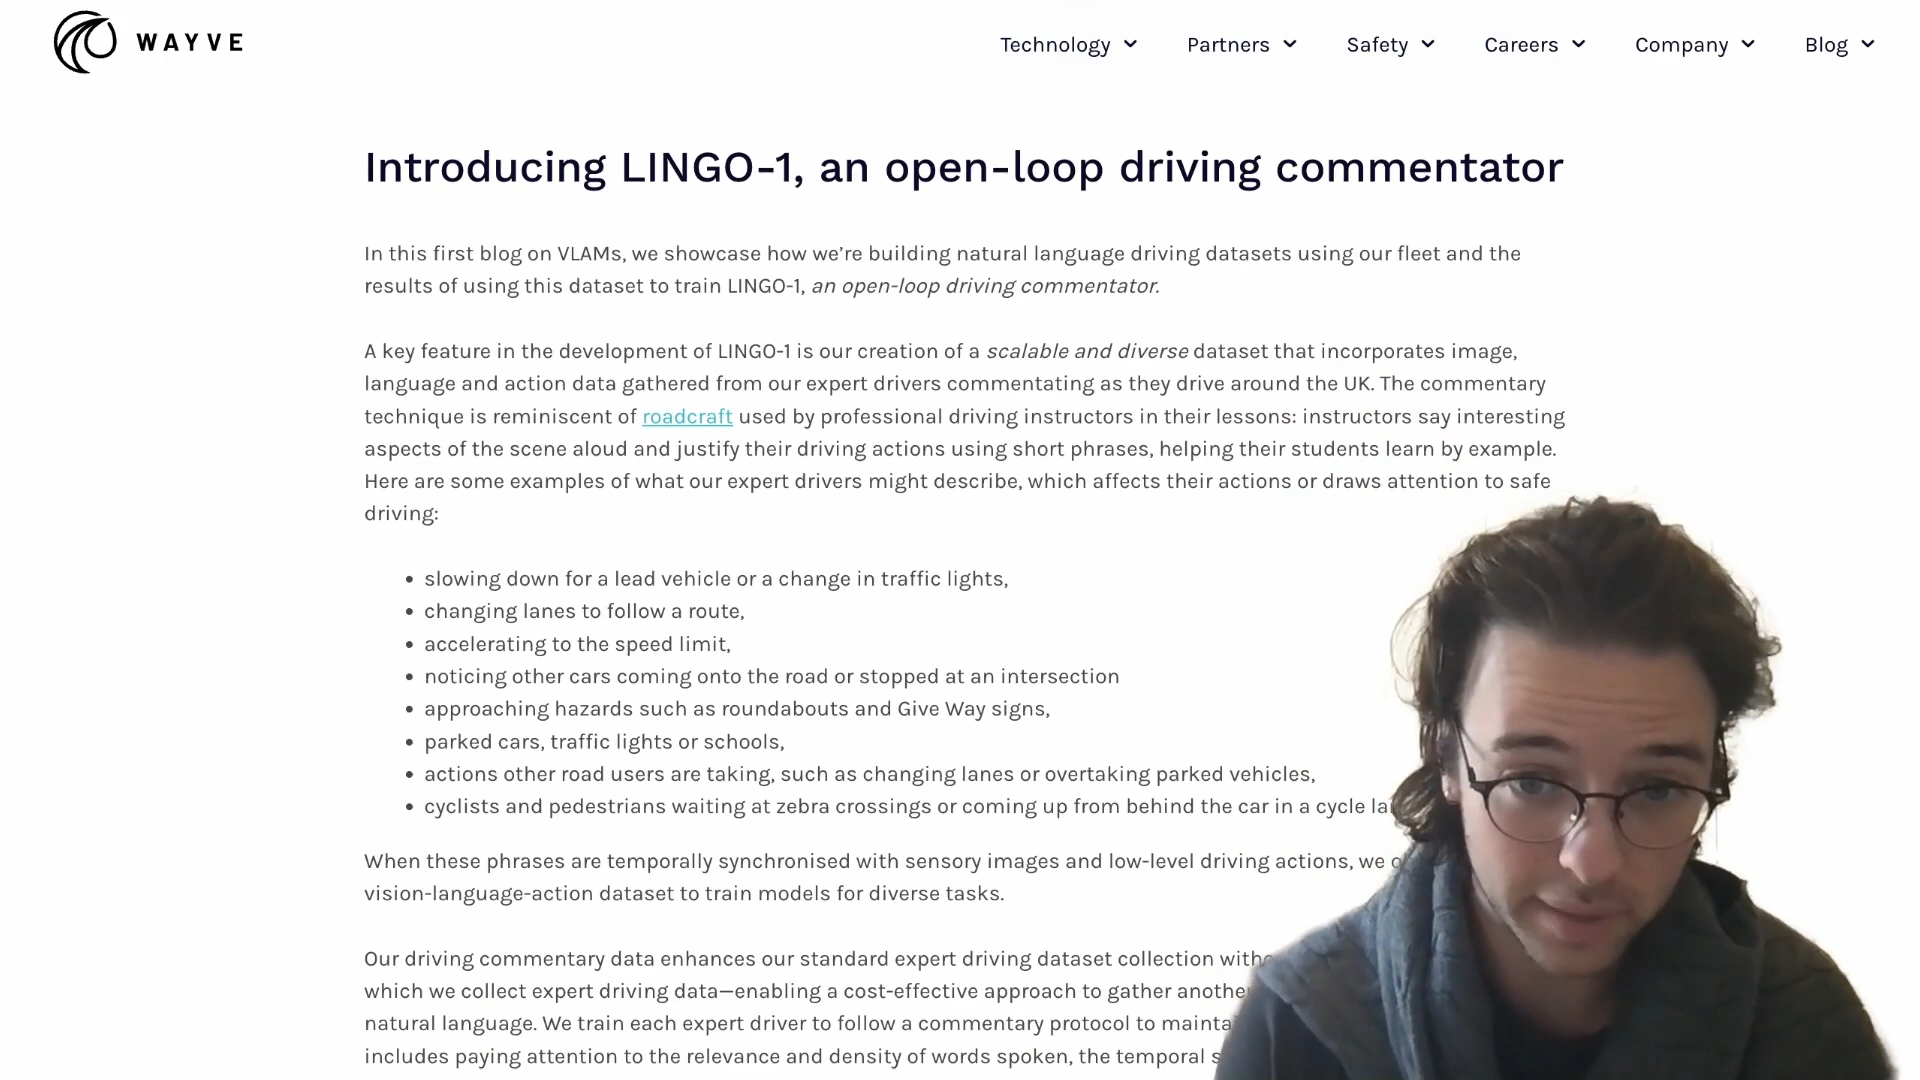 WAYVE
Technology
Partners
Safety
Careers
Company
Blog
Introducing LINGO-1, an open-loop driving commentator
In this first blog on VLAMs, we showcase how we’re building natural language driving datasets using our fleet and the
results of using this dataset to train LINGO-1, an open-loop driving commentator.
A key feature in the development of LINGO-1 is our creation of a scalable and diverse dataset that incorporates image,
language and action data gathered from our expert drivers commentating as they drive around the UK. The commentary
technique is reminiscent of roadcraft used by professional driving instructors in their lessons: instructors say interesting
aspects of the scene aloud and justify their driving actions using short phrases, helping their students learn by example.
Here are some examples of what our expert drivers might describe, which affects their actions or draws attention to safe
driving:
• slowing down for a lead vehicle or a change in traffic lights,
• changing lanes to follow a route,
• accelerating to the speed limit,
• noticing other cars coming onto the road or stopped at an intersection
• approaching hazards such as roundabouts and Give Way signs,
• parked cars, traffic lights or schools,
• actions other road users are taking, such as changing lanes or overtaking parked vehicles,
• cyclists and pedestrians waiting at zebra crossings or coming up from behind the car in a cycle
When these phrases are temporally synchronised with sensory images and low-level driving actions, we
vision-language-action dataset to train models for diverse tasks.
Our driving commentary data enhances our standard expert driving dataset collection
which we collect expert driving data—enabling a cost-effective approach to gather
natural language. We train each expert driver to follow a commentary protocol to
includes paying attention to the relevance and density of words spoken, the temporal